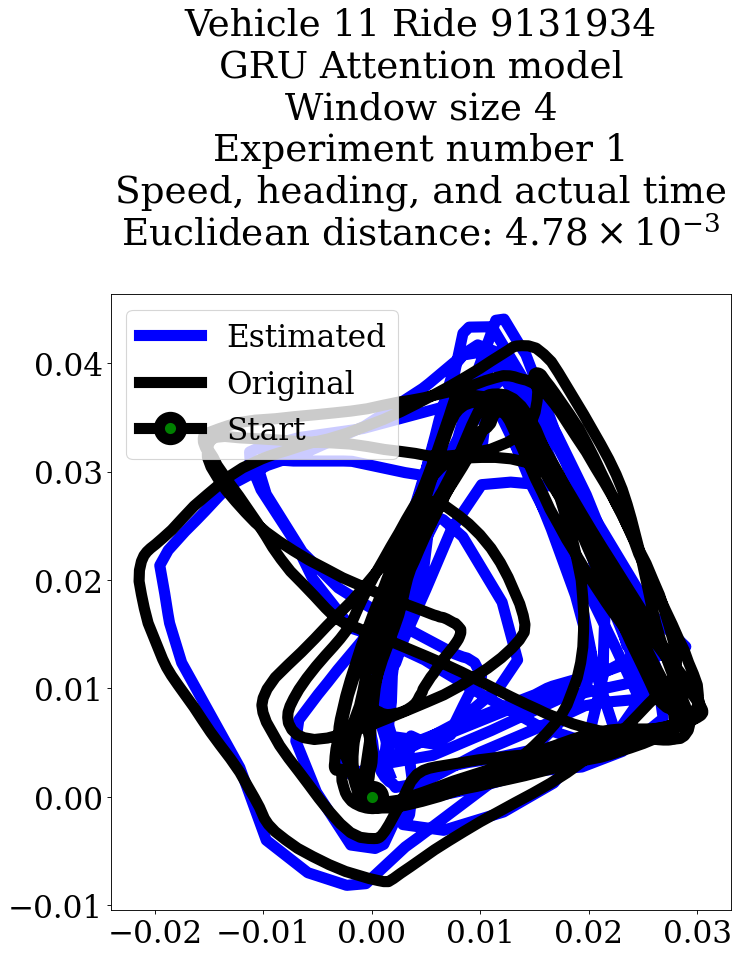 Vehicle 11 Ride 9131934
GRU Attention model
Window size 4
Experiment number 1
Speed, heading, and actual time
Euclidean distance: 4.78 × 10⁻³
Estimated
Original
Start
0.04
0.03
0.02
0.01
0.00
−0.01
−0.02 −0.01 0.00 0.01 0.02 0.03